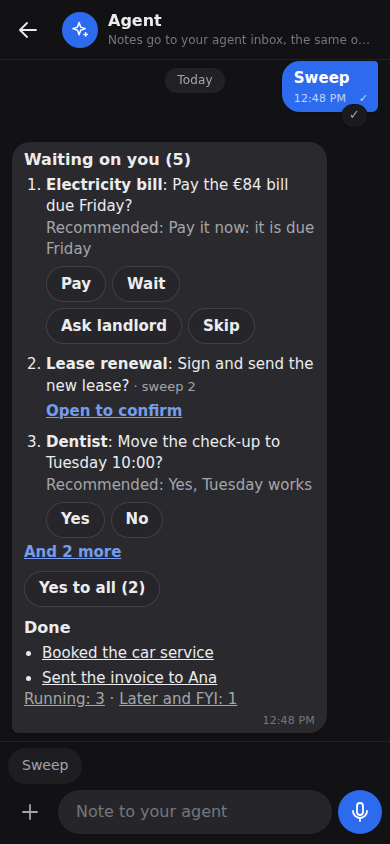 Agent
Notes go to your agent inbox, the same o...
Today
Sweep
12:48 PM ✓
✓
Waiting on you (5)
1. Electricity bill: Pay the €84 bill
due Friday?
Recommended: Pay it now: it is due
Friday
Pay
Wait
Ask landlord
Skip
2. Lease renewal: Sign and send the
new lease? · sweep 2
Open to confirm
3. Dentist: Move the check-up to
Tuesday 10:00?
Recommended: Yes, Tuesday works
Yes
No
And 2 more
Yes to all (2)
Done
• Booked the car service
• Sent the invoice to Ana
Running: 3 · Later and FYI: 1
12:48 PM
Sweep
Note to your agent